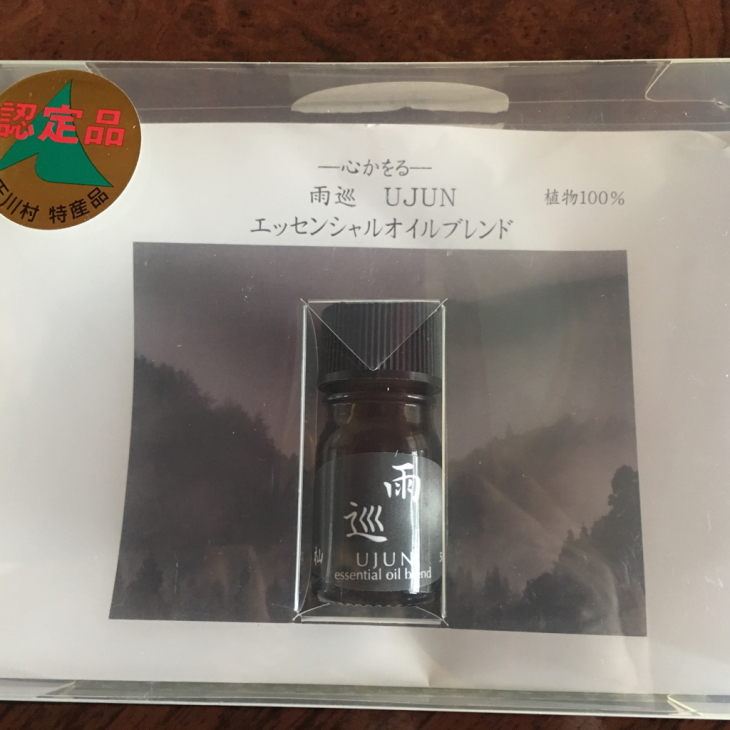 認定品
下川村 特産品
―心かをる―
雨巡 UJUN
植物100%
エッセンシャルオイルブレンド
雨
巡
UJUN
essential oil blend